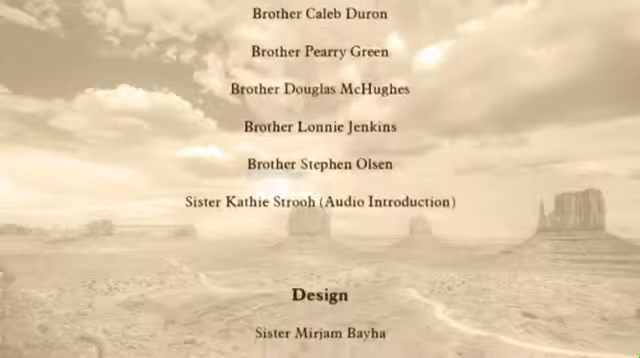 Brother Caleb Duron
Brother Pearry Green
Brother Douglas McHughes
Brother Lonnie Jenkins
Brother Stephen Olsen
Sister Kathie Strooh (Audio Introduction)
Design
Sister Mirjam Bayha